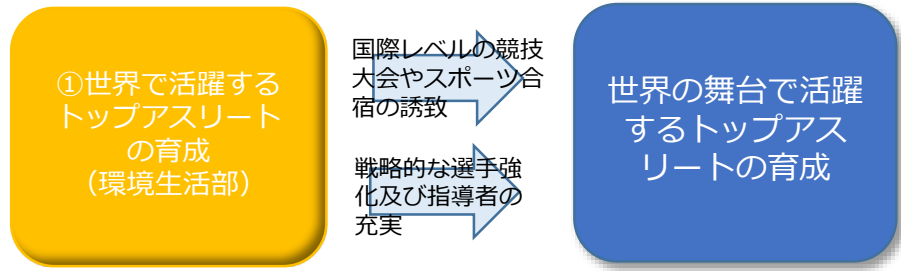 ①世界で活躍する
トップアスリート
の育成
（環境生活部）
国際レベルの競技
大会やスポーツ合
宿の誘致
戦略的な選手強
化及び指導者の
充実
世界の舞台で活躍
するトップアス
リートの育成